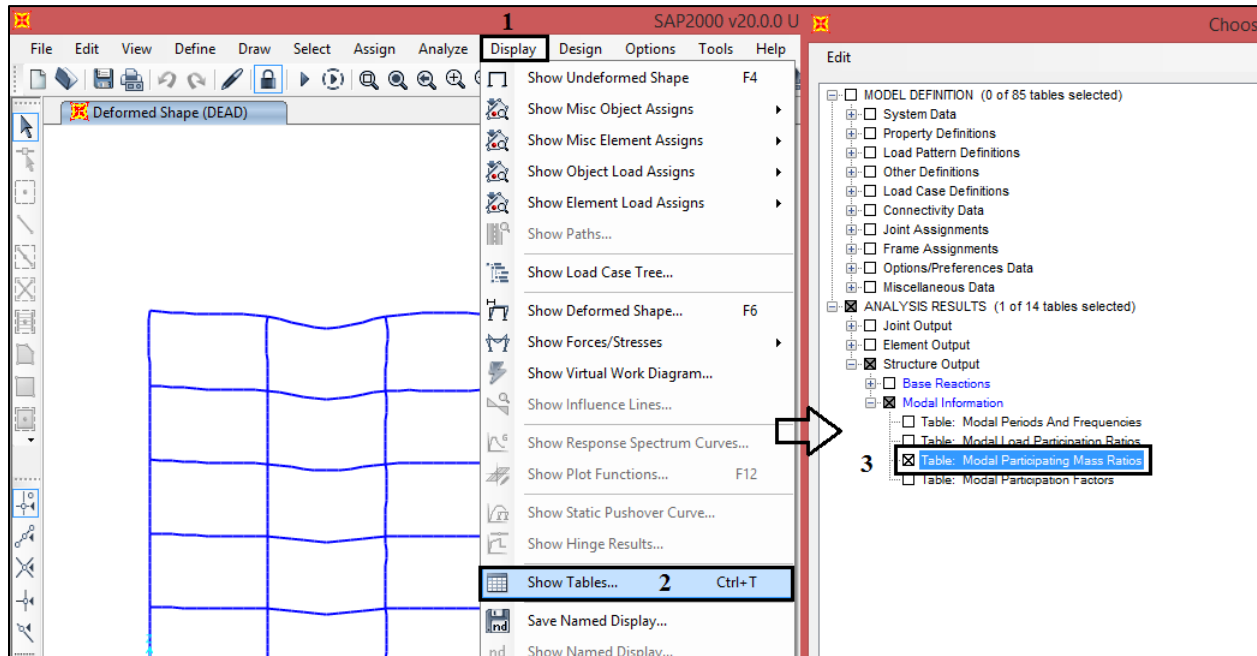 1
SAP2000 v20.0.0 U
Choos
File Edit View Define Draw Select Assign Analyze Display Design Options Tools Help
Deformed Shape (DEAD)
Show Undeformed Shape F4
Show Misc Object Assigns
Show Misc Element Assigns
Show Object Load Assigns
Show Element Load Assigns
Show Paths...
Show Load Case Tree...
Show Deformed Shape... F6
Show Forces/Stresses
Show Virtual Work Diagram...
Show Influence Lines...
Show Response Spectrum Curves...
Show Plot Functions... F12
Show Static Pushover Curve...
Show Hinge Results...
Show Tables... 2 Ctrl+T
nd Save Named Display...
nd Show Named Display...
Edit
MODEL DEFINITION (0 of 85 tables selected)
System Data
Property Definitions
Load Pattern Definitions
Other Definitions
Load Case Definitions
Connectivity Data
Joint Assignments
Frame Assignments
Options/Preferences Data
Miscellaneous Data
ANALYSIS RESULTS (1 of 14 tables selected)
Joint Output
Element Output
Structure Output
Base Reactions
Modal Information
Table: Modal Periods And Frequencies
Table: Modal Load Participation Ratios
3 Table: Modal Participating Mass Ratios
Table: Modal Participation Factors